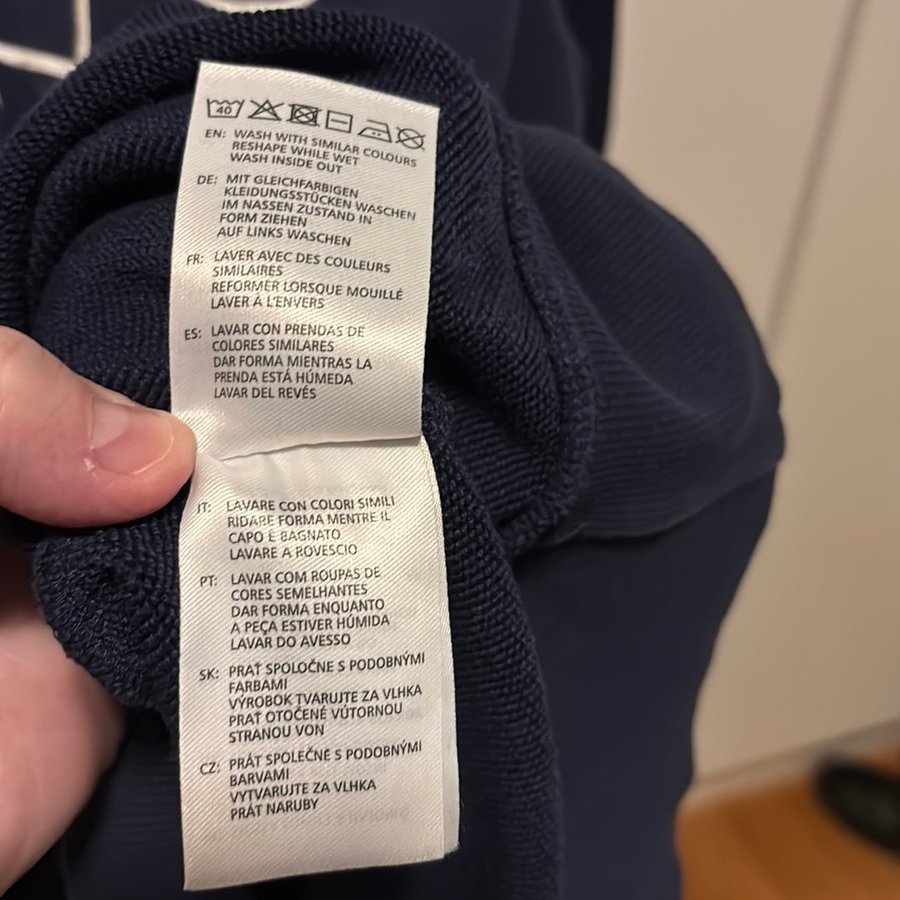 40
EN: WASH WITH SIMILAR COLOURS
RESHAPE WHILE WET
WASH INSIDE OUT
DE: MIT GLEICHFARBIGEN
KLEIDUNGSSTÜCKEN WASCHEN
IM NASSEN ZUSTAND IN
FORM ZIEHEN
AUF LINKS WASCHEN
FR: LAVER AVEC DES COULEURS
SIMILAIRES
REFORMER LORSQUE MOUILLÉ
LAVER À L'ENVERS
ES: LAVAR CON PRENDAS DE
COLORES SIMILARES
DAR FORMA MIENTRAS LA
PRENDA ESTÁ HÚMEDA
LAVAR DEL REVÉS
IT: LAVARE CON COLORI SIMILI
RIDARE FORMA MENTRE IL
CAPO È BAGNATO
LAVARE A ROVESCIO
PT: LAVAR COM ROUPAS DE
CORES SEMELHANTES
DAR FORMA ENQUANTO
A PEÇA ESTIVER HÚMIDA
LAVAR DO AVESSO
SK: PRAŤ SPOLOČNE S PODOBNÝMI
FARBAMI
VÝROBOK TVARUJTE ZA VLHKA
PRAŤ OTOČENÉ VÚTORNOU
STRANOU VON
CZ: PRÁT SPOLEČNĚ S PODOBNÝMI
BARVAMI
VYTVARUJTE ZA VLHKA
PRÁT NARUBY